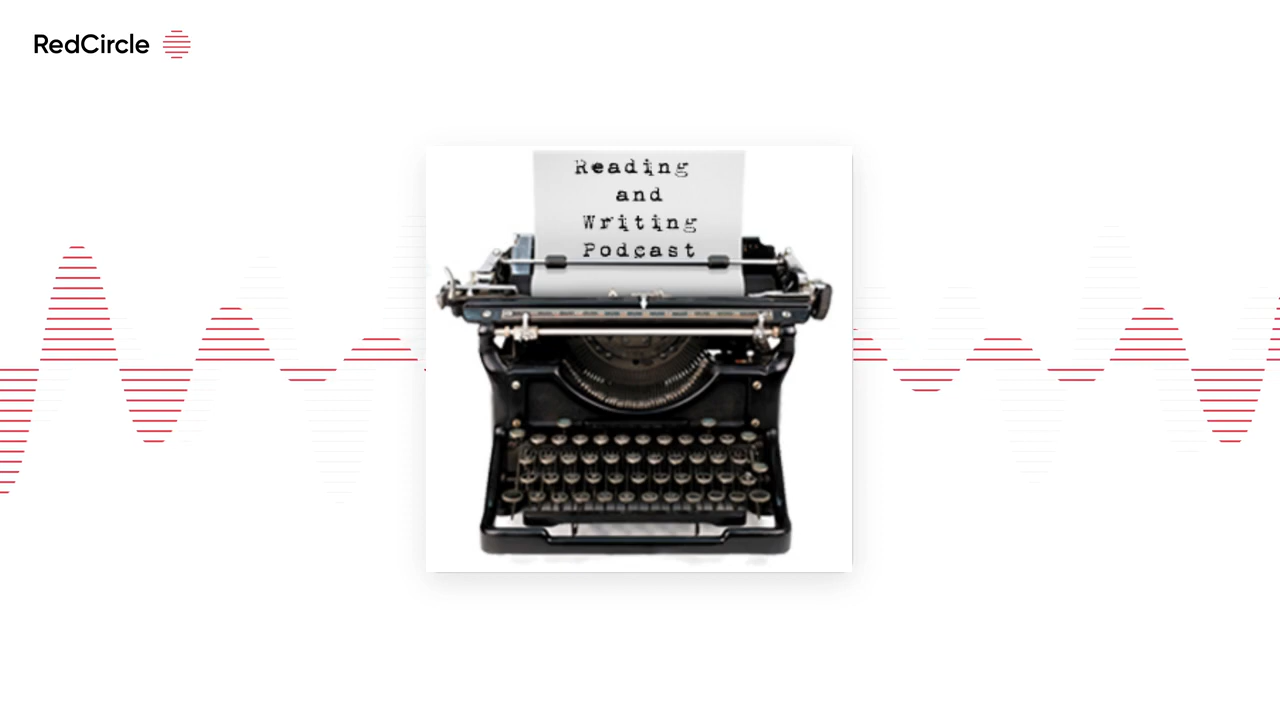 RedCircle
Reading
and
Writing
Podcast